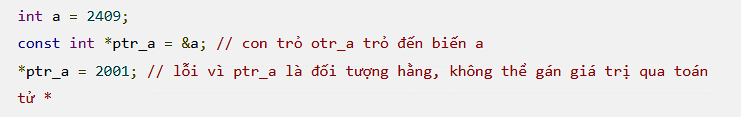 int a = 2409;
const int *ptr_a = &a; // con trỏ otr_a trỏ đến biến a
*ptr_a = 2001; // lỗi vì ptr_a là đối tượng hằng, không thể gán giá trị qua toán
tử *